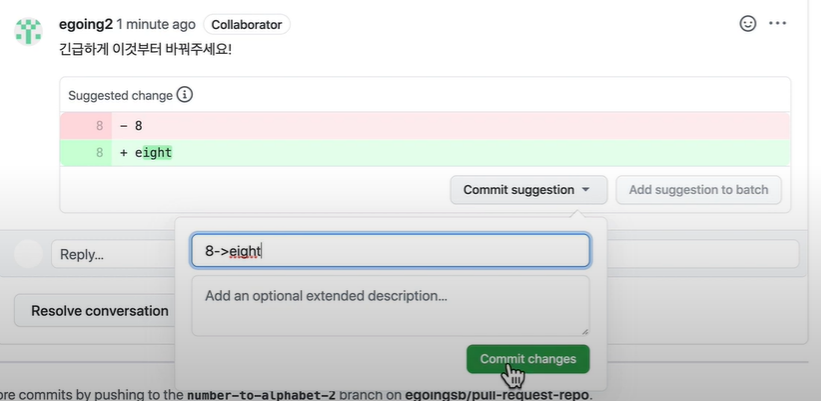 egoing2 1 minute ago Collaborator
긴급하게 이것부터 바꿔주세요!
Suggested change
8 - 8
8 + eight
Commit suggestion Add suggestion to batch
8->eight
Reply...
Add an optional extended description...
Resolve conversation
Commit changes
ore commits by pushing to the number-to-alphabet-2 branch on egoingsb/pull-request-repo.